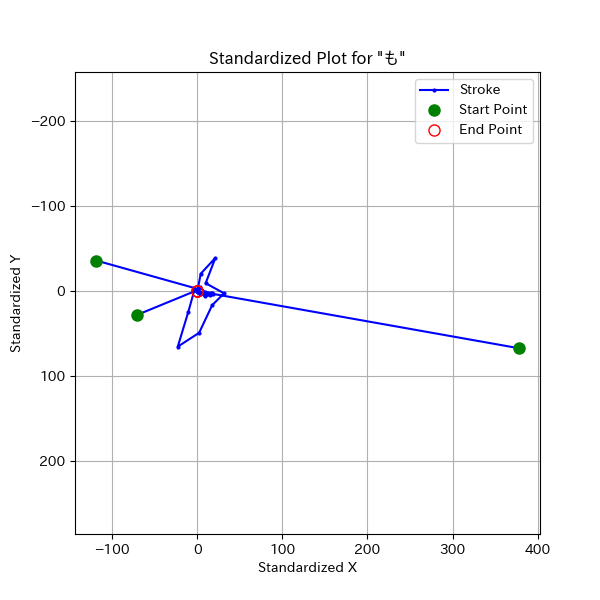 Standardized Plot for "も"
Stroke
Start Point
End Point
−200
−100
0
100
200
Standardized Y
−100 0 100 200 300 400
Standardized X